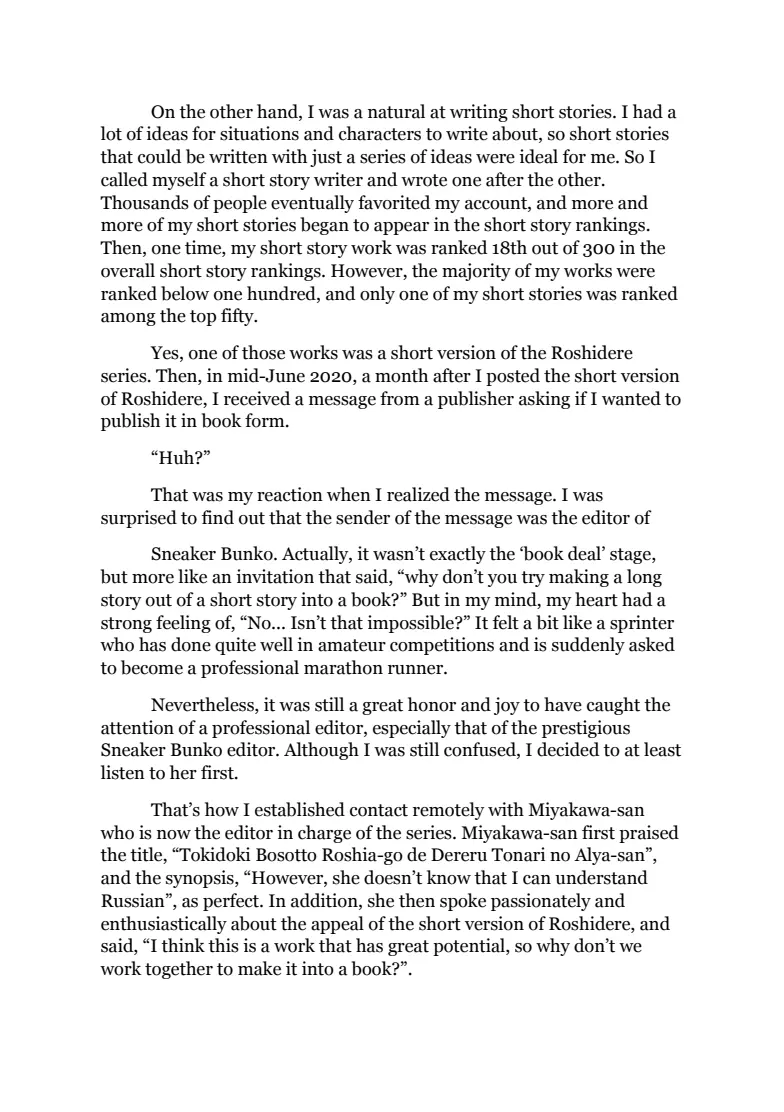 On the other hand, I was a natural at writing short stories. I had a
lot of ideas for situations and characters to write about, so short stories
that could be written with just a series of ideas were ideal for me. So I
called myself a short story writer and wrote one after the other.
Thousands of people eventually favorited my account, and more and
more of my short stories began to appear in the short story rankings.
Then, one time, my short story work was ranked 18th out of 300 in the
overall short story rankings. However, the majority of my works were
ranked below one hundred, and only one of my short stories was ranked
among the top fifty.
Yes, one of those works was a short version of the Roshidere
series. Then, in mid-June 2020, a month after I posted the short version
of Roshidere, I received a message from a publisher asking if I wanted to
publish it in book form.
“Huh?”
That was my reaction when I realized the message. I was
surprised to find out that the sender of the message was the editor of
Sneaker Bunko. Actually, it wasn’t exactly the ‘book deal’ stage,
but more like an invitation that said, “why don’t you try making a long
story out of a short story into a book?” But in my mind, my heart had a
strong feeling of, “No... Isn’t that impossible?” It felt a bit like a sprinter
who has done quite well in amateur competitions and is suddenly asked
to become a professional marathon runner.
Nevertheless, it was still a great honor and joy to have caught the
attention of a professional editor, especially that of the prestigious
Sneaker Bunko editor. Although I was still confused, I decided to at least
listen to her first.
That’s how I established contact remotely with Miyakawa-san
who is now the editor in charge of the series. Miyakawa-san first praised
the title, “Tokidoki Bosotto Roshia-go de Dereru Tonari no Alya-san”,
and the synopsis, “However, she doesn’t know that I can understand
Russian”, as perfect. In addition, she then spoke passionately and
enthusiastically about the appeal of the short version of Roshidere, and
said, “I think this is a work that has great potential, so why don’t we
work together to make it into a book?”.